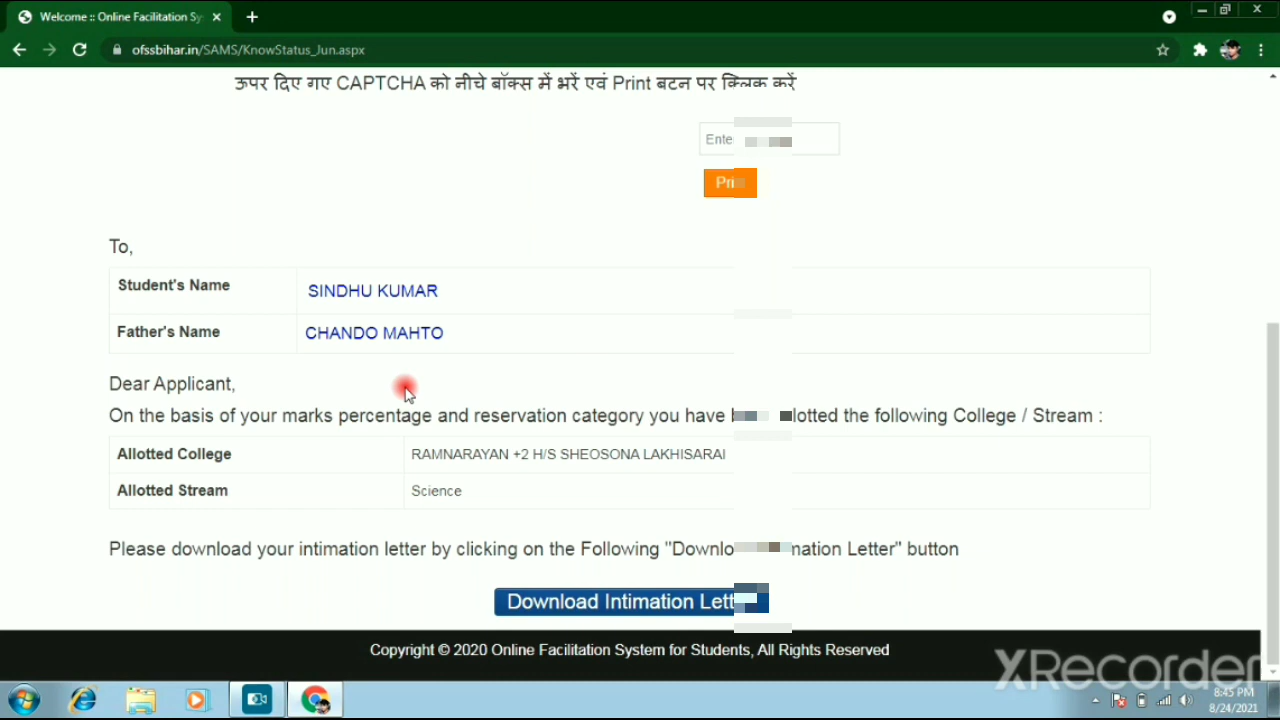 Welcome :: Online Facilitation Sy
ofssbihar.in/SAMS/KnowStatus_Jun.aspx
ऊपर दिए गए CAPTCHA को नीचे बॉक्स में भरें एवं Print बटन पर क्लिक करें
To,
Student's Name SINDHU KUMAR
Father's Name CHANDO MAHTO
Dear Applicant,
On the basis of your marks percentage and reservation category you have lotted the following College / Stream :
Allotted College RAMNARAYAN +2 H/S SHEOSONA LAKHISARAI
Allotted Stream Science
Please download your intimation letter by clicking on the Following "Downlo mation Letter" button
Download Intimation Lett
Copyright © 2020 Online Facilitation System for Students, All Rights Reserved
XRecorder
8:45 PM
8/24/2021